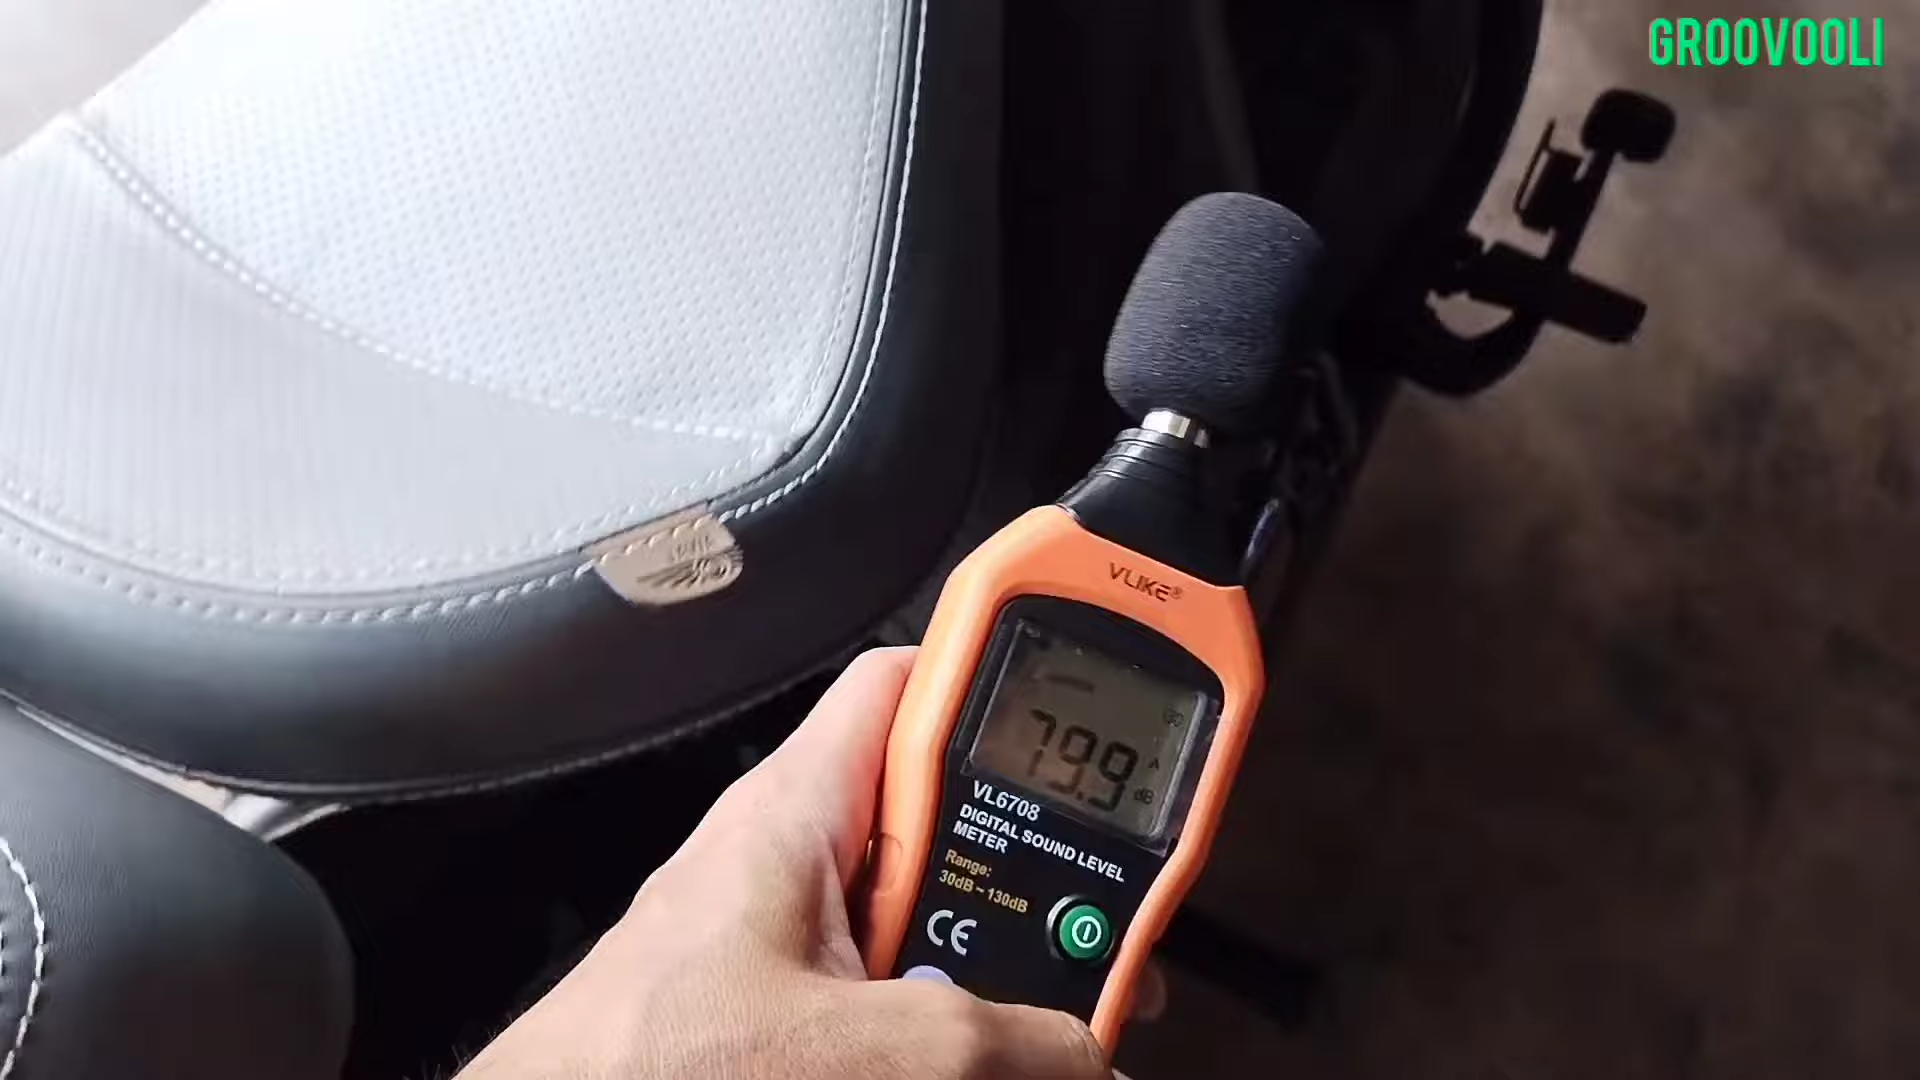 GROOVOOLI
VLIKE®
79.9
A
dB
VL6708
DIGITAL SOUND LEVEL
METER
Range:
30dB ~ 130dB
CE